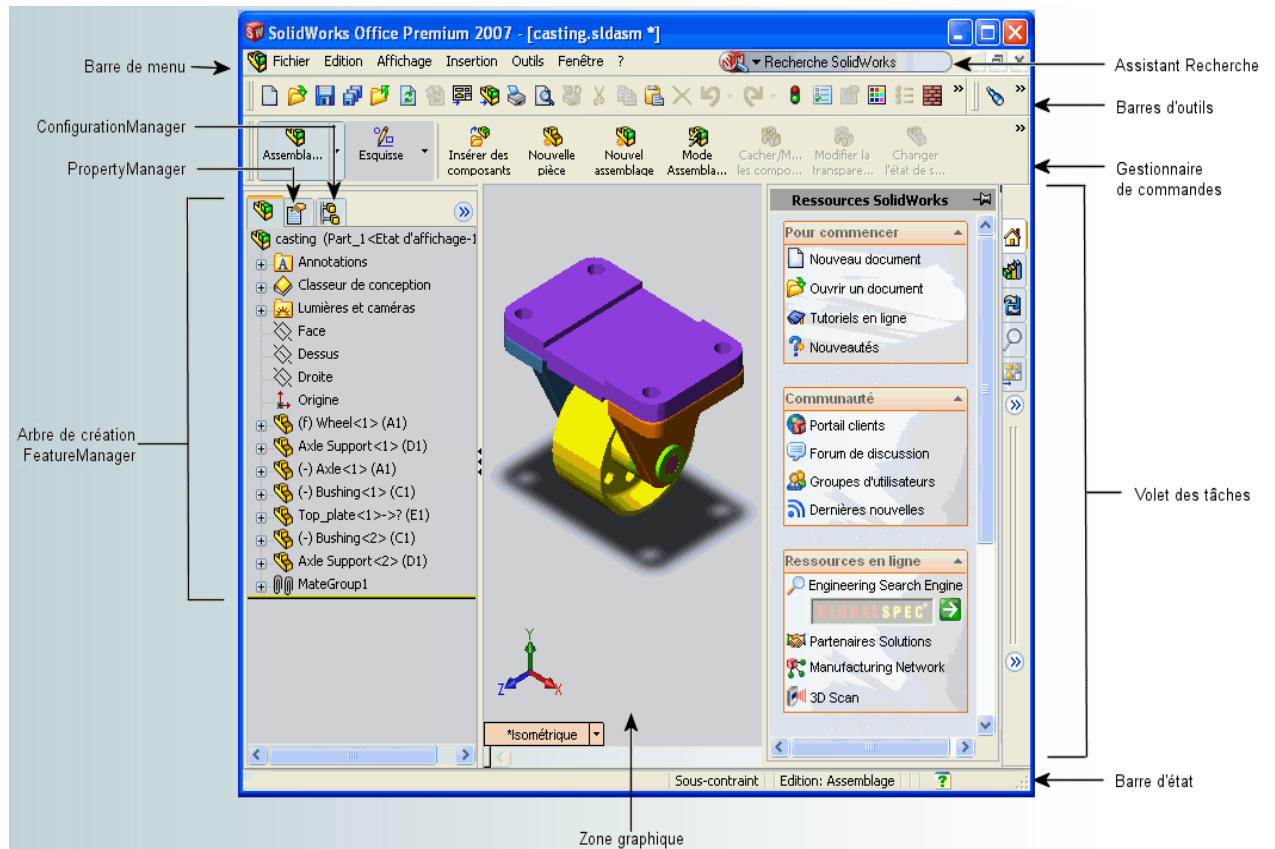 SolidWorks Office Premium 2007 - [casting.sldasm *]
Barre de menu
Fichier Edition Affichage Insertion Outils Fenêtre ?
Recherche SolidWorks
Assistant Recherche
Barres d'outils
ConfigurationManager
PropertyManager
Assembla...
Esquisse
Insérer des
composants
Nouvelle
pièce
Nouvel
assemblage
Mode
Assembla...
Cacher/M...
les compo...
Modifier la
transpare...
Changer
l'état de s...
Gestionnaire
de commandes
casting (Part_1<Etat d'affichage-1
Annotations
Classeur de conception
Lumières et caméras
Face
Dessus
Droite
Origine
(f) Wheel<1> (A1)
Axle Support<1> (D1)
(-) Axle<1> (A1)
(-) Bushing<1> (C1)
Top_plate<1>->? (E1)
(-) Bushing<2> (C1)
Axle Support<2> (D1)
MateGroup1
Arbre de création
FeatureManager
Y
Z
X
*Isométrique
Ressources SolidWorks
Pour commencer
Nouveau document
Ouvrir un document
Tutoriels en ligne
Nouveautés
Communauté
Portail clients
Forum de discussion
Groupes d'utilisateurs
Dernières nouvelles
Ressources en ligne
Engineering Search Engine
GLOBALSPEC
Partenaires Solutions
Manufacturing Network
3D Scan
Volet des tâches
Sous-contraint
Edition: Assemblage
?
Barre d'état
Zone graphique